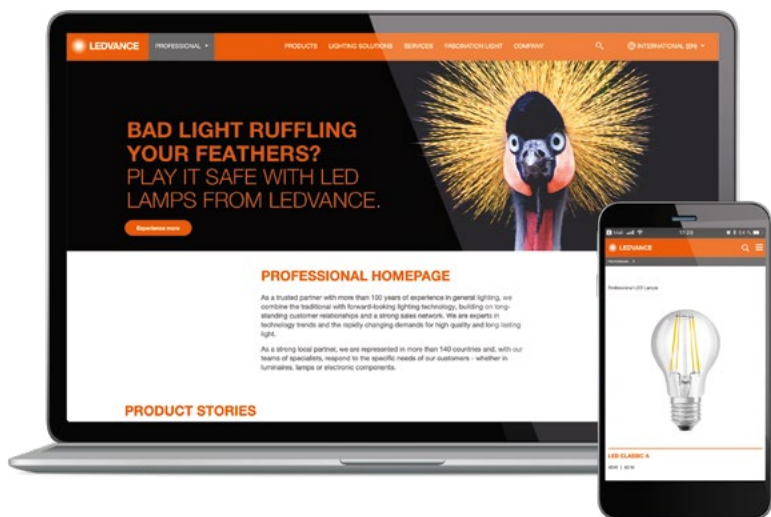 LEDVANCE
PROFESSIONAL
PRODUCTS LIGHTING SOLUTIONS SERVICES FASCINATION LIGHT COMPANY
INTERNATIONAL (EN)
BAD LIGHT RUFFLING
YOUR FEATHERS?
PLAY IT SAFE WITH LED
LAMPS FROM LEDVANCE.
Experience more
PROFESSIONAL HOMEPAGE
As a trusted partner with more than 100 years of experience in general lighting, we
combine the traditional with forward-looking lighting technology, building on long-
standing customer relationships and a strong sales network. We are experts in
technology trends and the rapidly changing demands for high quality and long lasting
light.
As a strong local partner, we are represented in more than 140 countries and, with our
teams of specialists, respond to the specific needs of our customers - whether in
luminaires, lamps or electronic components.
PRODUCT STORIES
Mail 17:23
LEDVANCE
Professional LED Lamps
LED CLASSIC A